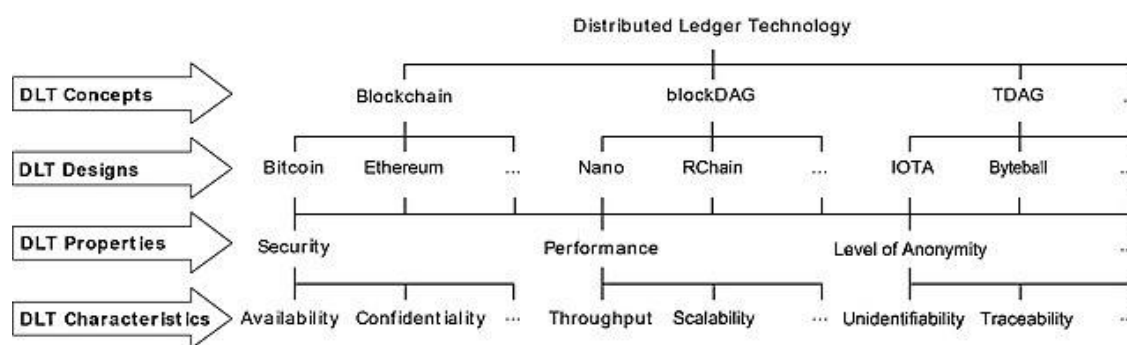 Distributed Ledger Technology
DLT Concepts Blockchain blockDAG TDAG ..
DLT Designs Bitcoin Ethereum ... Nano RChain ... IOTA Byteball ...
DLT Properties Security Performance Level of Anonymity ...
DLT Characteristics Availability Confidentiality ... Throughput Scalability ... Unidentifiability Traceability ...